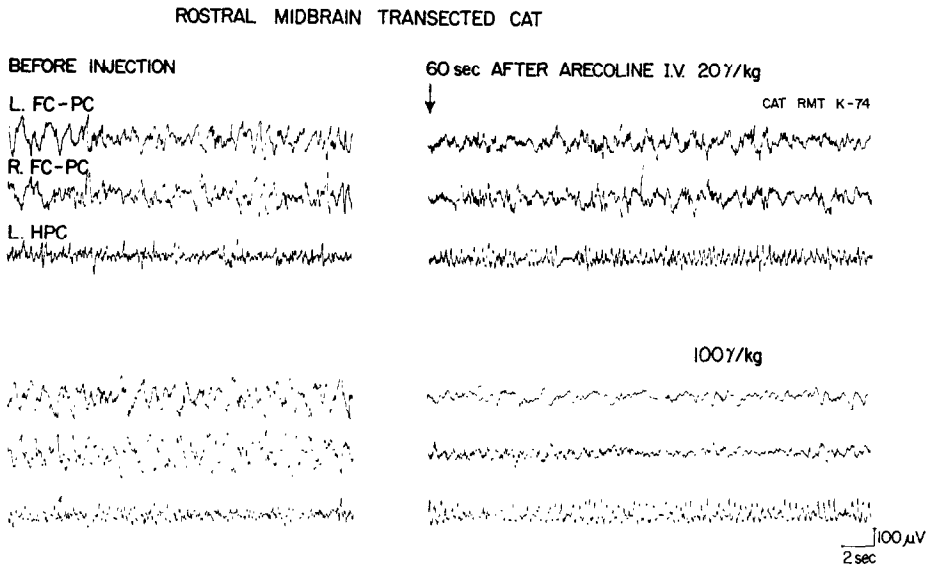 ROSTRAL MIDBRAIN TRANSECTED CAT
BEFORE INJECTION
60 sec AFTER ARECOLINE I.V. 20γ/kg
CAT RMT K-74
L. FC-PC
R. FC-PC
L. HPC
100γ/kg
100μV
2 sec